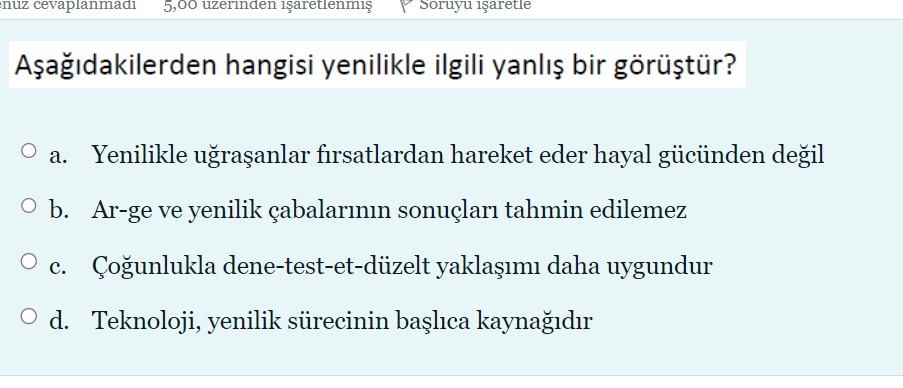 enüz cevaplanmadı 5,00 üzerinden işaretlenmiş Soruyu işaretle
Aşağıdakilerden hangisi yenilikle ilgili yanlış bir görüştür?
a. Yenilikle uğraşanlar fırsatlardan hareket eder hayal gücünden değil
b. Ar-ge ve yenilik çabalarının sonuçları tahmin edilemez
c. Çoğunlukla dene-test-et-düzelt yaklaşımı daha uygundur
d. Teknoloji, yenilik sürecinin başlıca kaynağıdır